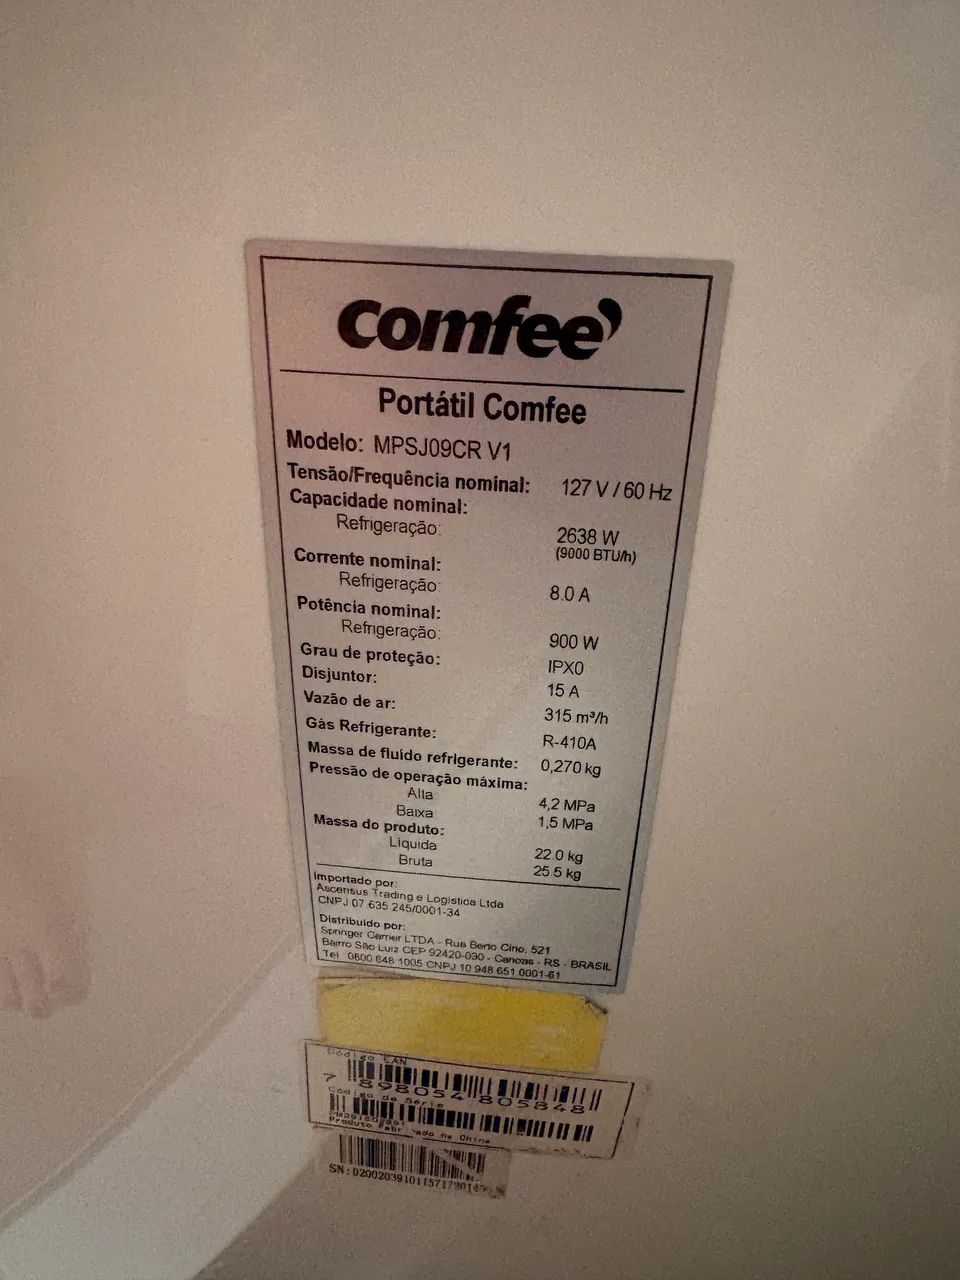 comfee'
Portátil Comfee
Modelo: MPSJ09CR V1
Tensão/Frequência nominal: 127 V / 60 Hz
Capacidade nominal:
Refrigeração: 2638 W
(9000 BTU/h)
Corrente nominal:
Refrigeração: 8.0 A
Potência nominal:
Refrigeração: 900 W
Grau de proteção: IPX0
Disjuntor: 15 A
Vazão de ar: 315 m³/h
Gás Refrigerante: R-410A
Massa de fluído refrigerante: 0,270 kg
Pressão de operação máxima:
Alta 4,2 MPa
Baixa 1,5 MPa
Massa do produto:
Líquida 22.0 kg
Bruta 25.5 kg
Importado por:
Ascensus Trading e Logística Ltda
CNPJ 07 635 245/0001-34
Distribuído por:
Springer Carrier LTDA - Rua Berto Círio, 521
Bairro São Luiz CEP 92420-030 - Canoas - RS - BRASIL
Tel 0800 648 1005 CNPJ 10 948 651 0001-61
Código EAN
7 898054 805848
Código de Série
Produto na China